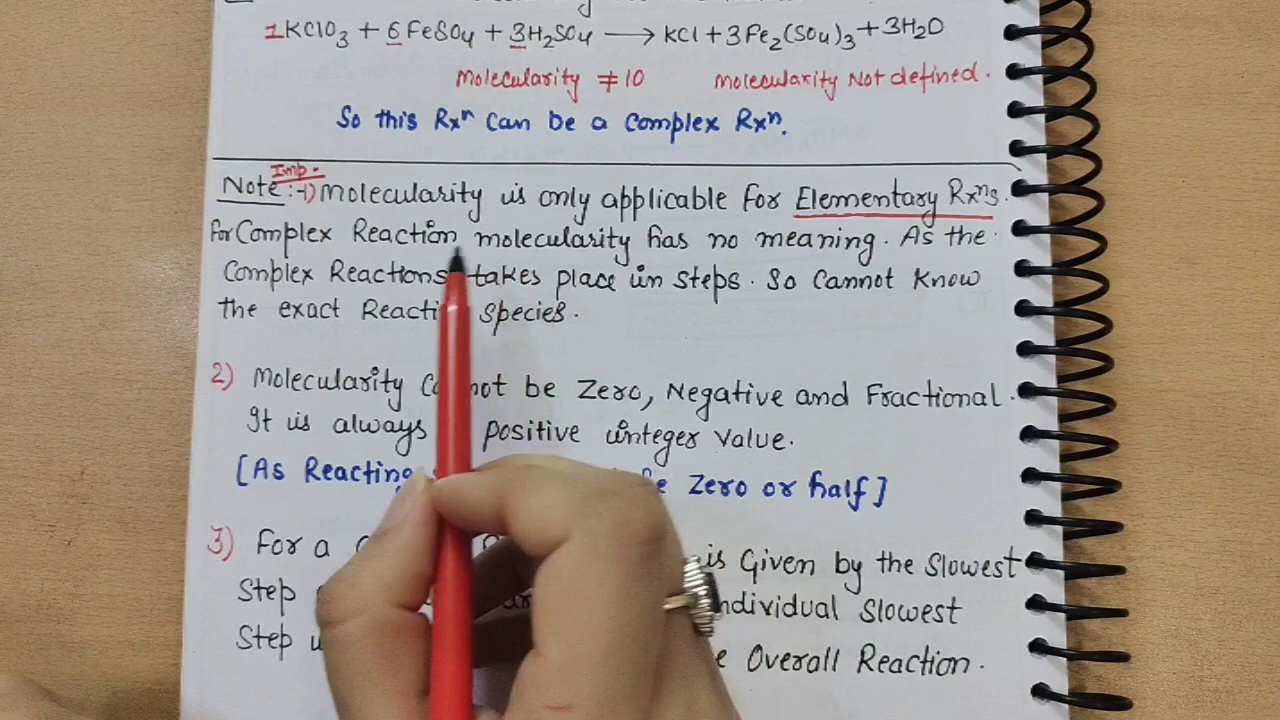 1KClO3 + 6FeSO4 + 3H2SO4 ⟶ KCl + 3Fe2(SO4)3 + 3H2O
Molecularity ≠ 10 molecularity Not defined.
So this Rxⁿ can be a complex Rxⁿ.
Imp.
Note :- 1) Molecularity is only applicable for Elementary Rxⁿs.
For Complex Reaction molecularity has no meaning. As the
Complex Reactions takes place in steps. So Cannot Know
the exact Reacti species.
2) Molecularity C not be Zero, Negative and Fractional.
It is always positive integer value.
[As Reacting Zero or half]
3) For a is Given by the Slowest
Step individual Slowest
Step Overall Reaction.